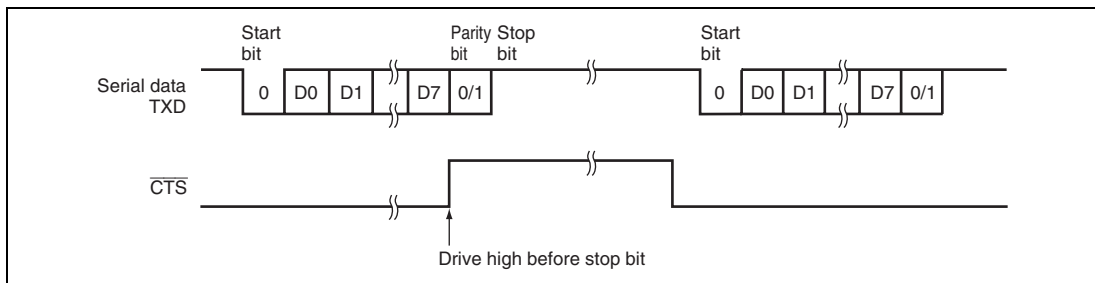 Start bit
Parity bit
Stop bit
Start bit
Serial data TXD
0 D0 D1 D7 0/1 0 D0 D1 D7 0/1
CTS
Drive high before stop bit